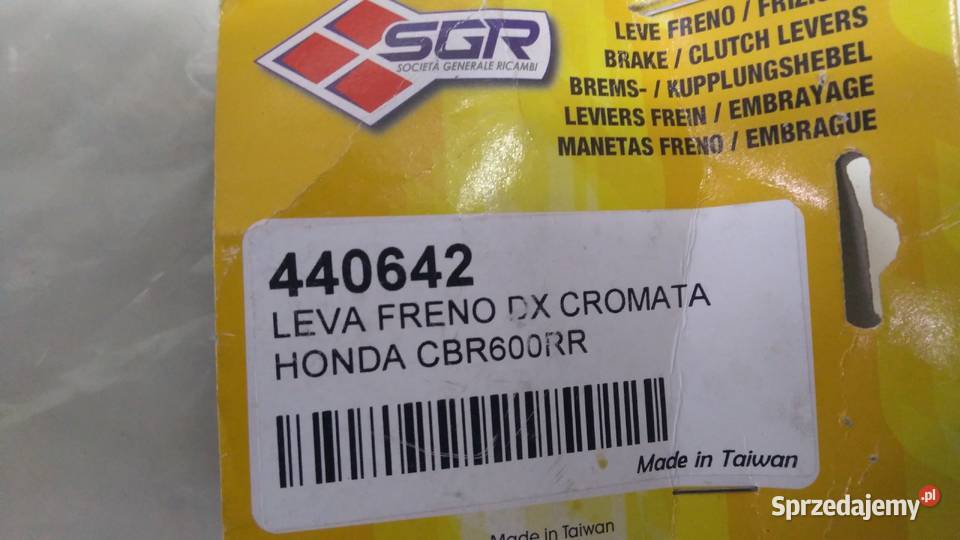 SGR
SOCIETÀ GENERALE RICAMBI
LEVE FRENO /
BRAKE / CLUTCH LEVERS
BREMS- / KUPPLUNGSHEBEL
LEVIERS FREIN / EMBRAYAGE
MANETAS FRENO / EMBRAGUE
440642
LEVA FRENO DX CROMATA
HONDA CBR600RR
Made in Taiwan
Made in Taiwan
Sprzedajemy.pl